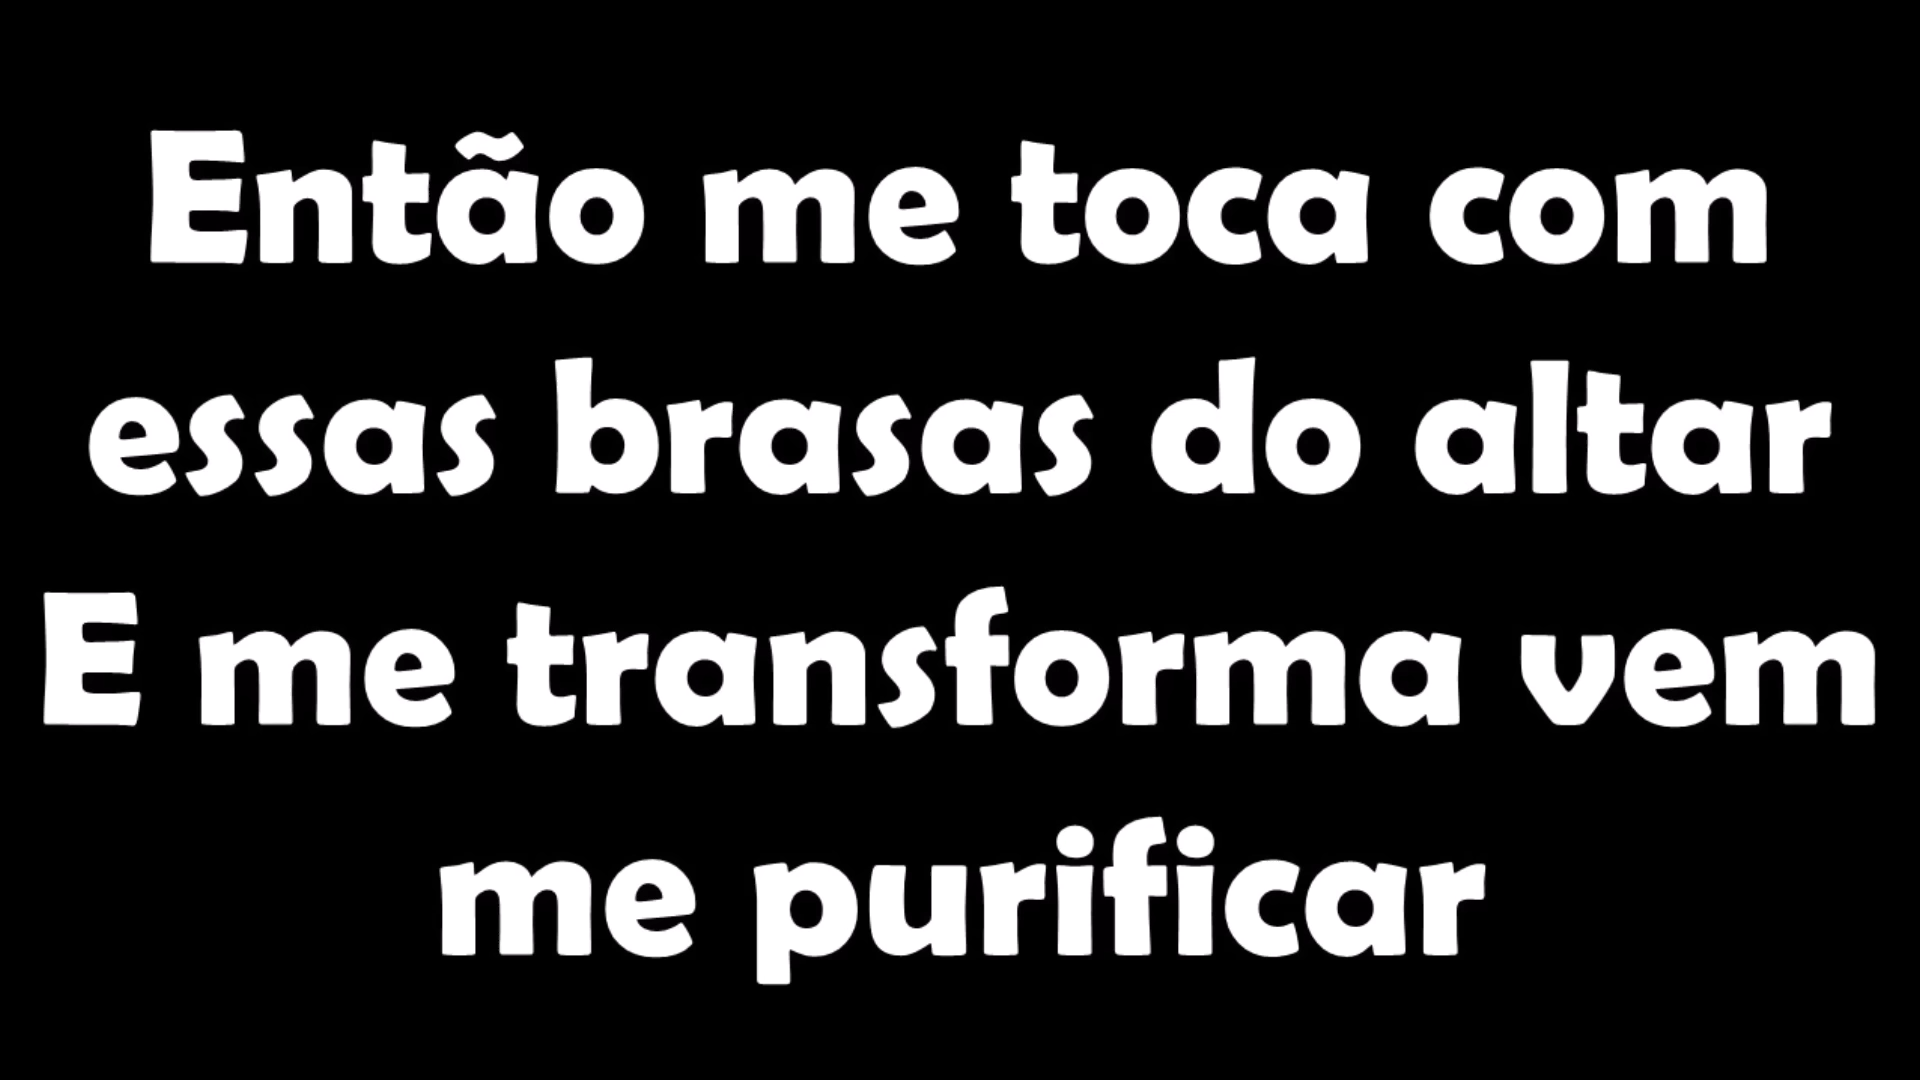 Então me toca com
essas brasas do altar
E me transforma vem
me purificar